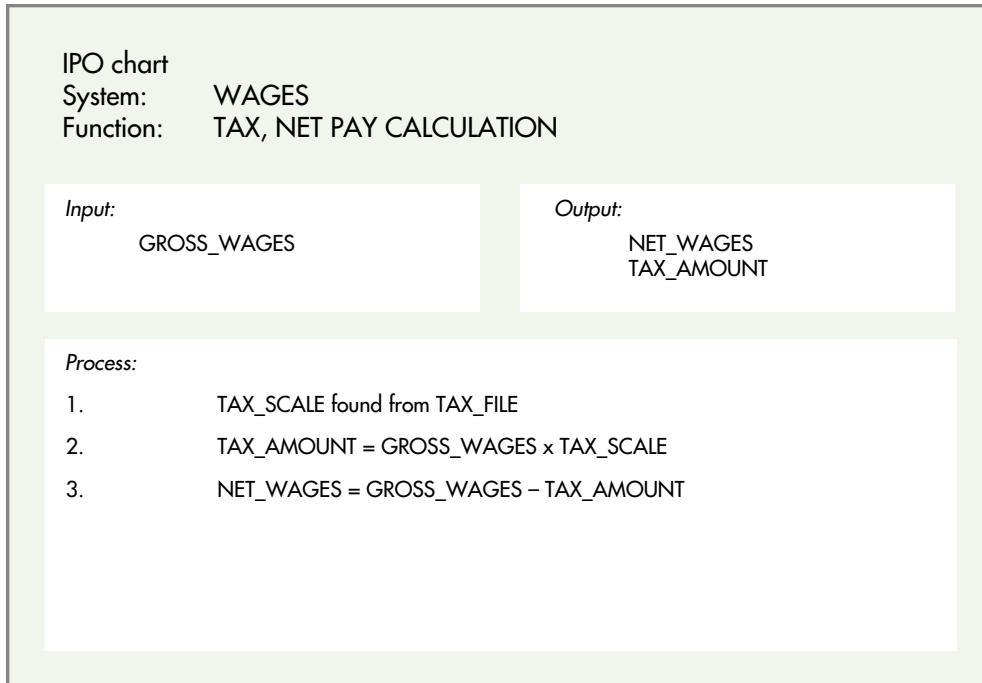 IPO chart
System: WAGES
Function: TAX, NET PAY CALCULATION
Input:
GROSS_WAGES
Output:
NET_WAGES
TAX_AMOUNT
Process:
1. TAX_SCALE found from TAX_FILE
2. TAX_AMOUNT = GROSS_WAGES x TAX_SCALE
3. NET_WAGES = GROSS_WAGES – TAX_AMOUNT